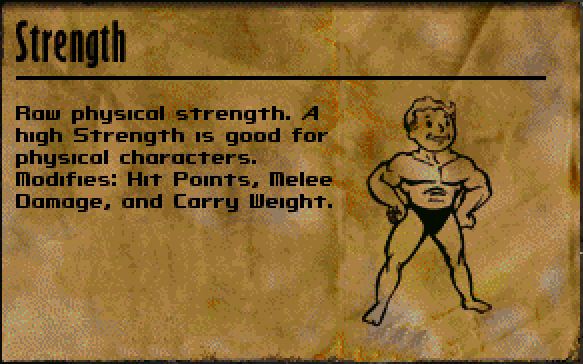 Strength
Raw physical strength. A
high Strength is good for
physical characters.
Modifies: Hit Points, Melee
Damage, and Carry Weight.